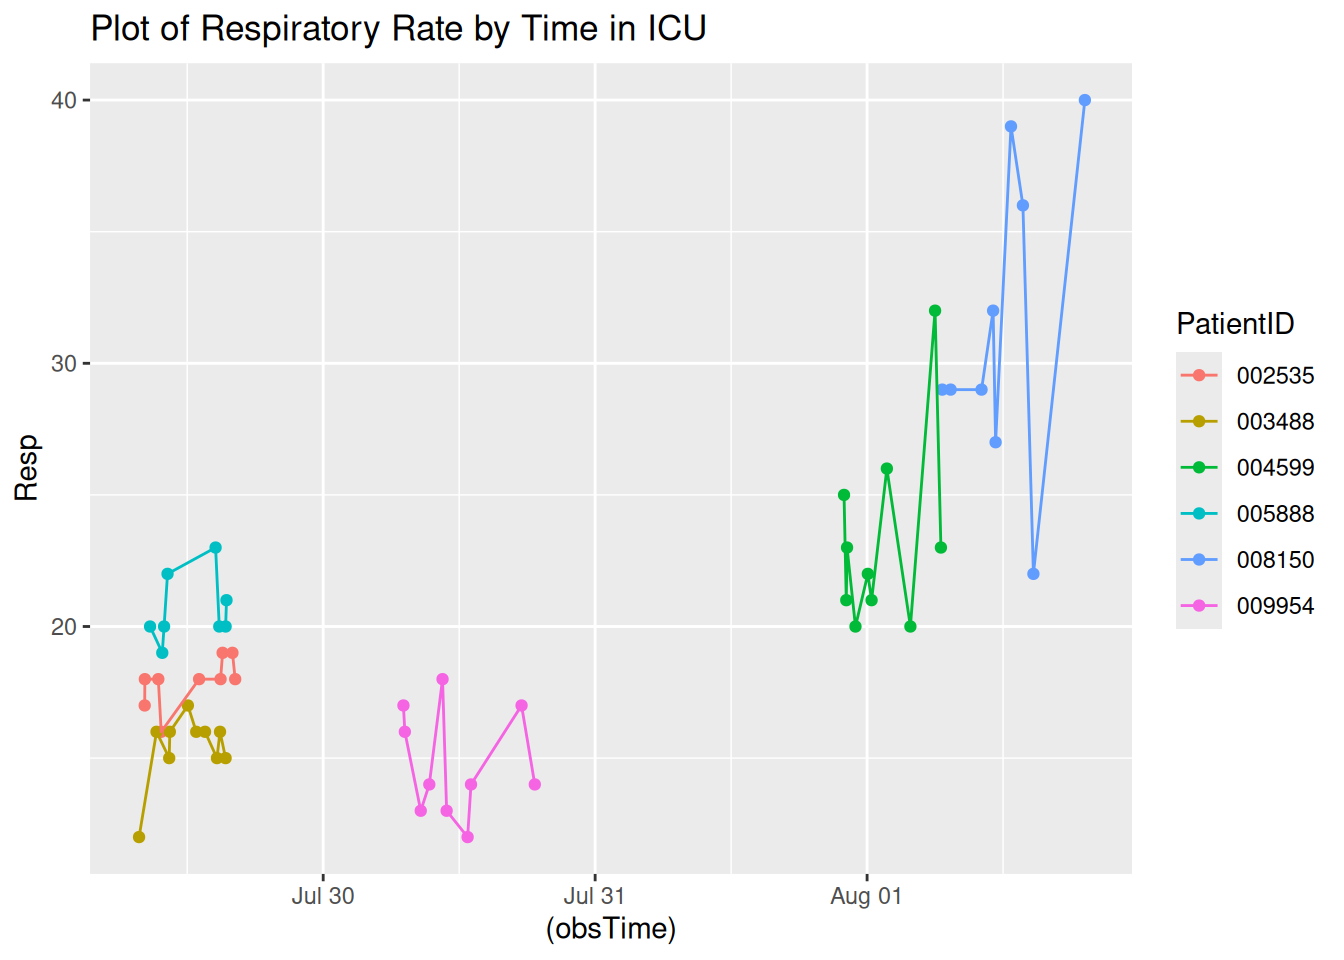 Plot of Respiratory Rate by Time in ICU
40
30
20
Resp
Jul 30
Jul 31
Aug 01
(obsTime)
PatientID
002535
003488
004599
005888
008150
009954